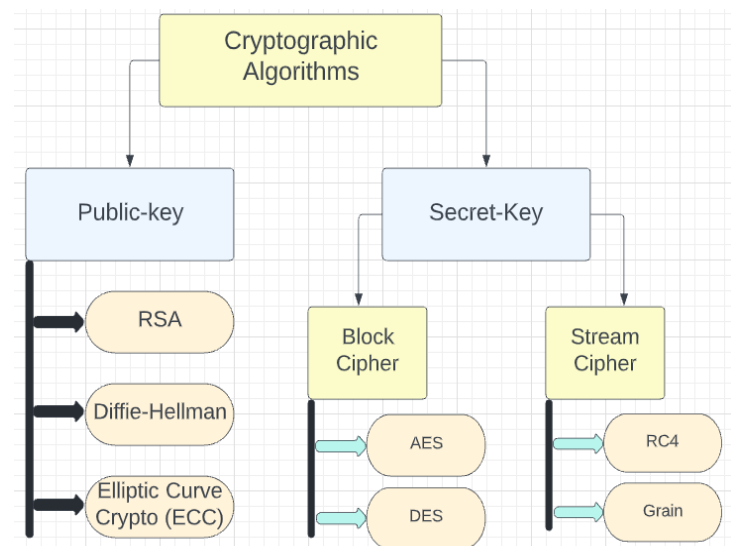 Cryptographic
Algorithms
Public-key
Secret-Key
RSA
Diffie-Hellman
Elliptic Curve
Crypto (ECC)
Block
Cipher
AES
DES
Stream
Cipher
RC4
Grain